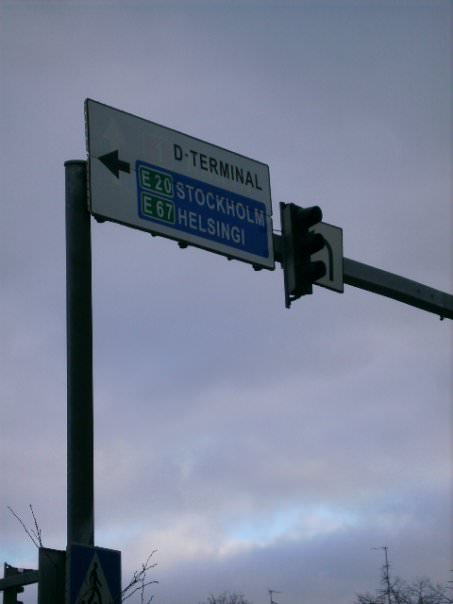 D-TERMINAL
E 20 STOCKHOLM
E 67 HELSINGI